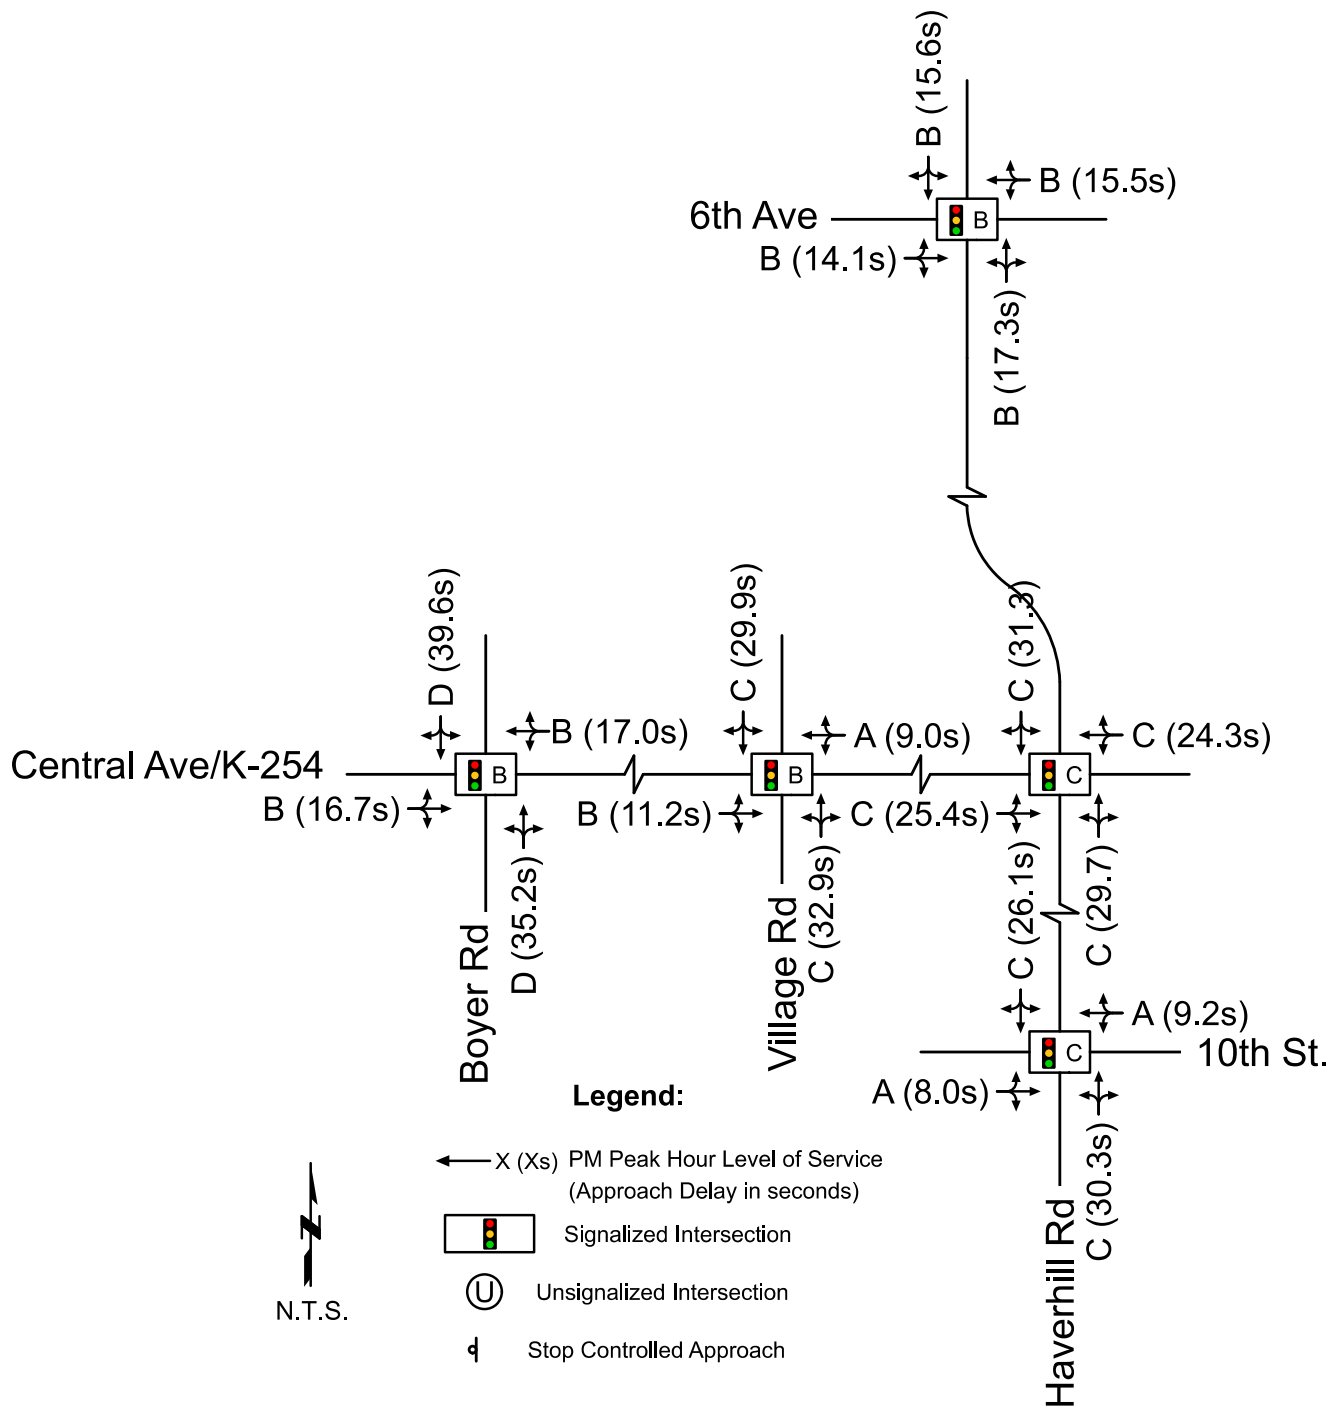 B (15.6s)
B (15.5s)
6th Ave
B
B (14.1s)
B (17.3s)
D (39.6s)
C (29.9s)
C (31.3)
B (17.0s)
A (9.0s)
C (24.3s)
Central Ave/K-254
B
B
C
B (16.7s)
B (11.2s)
C (25.4s)
D (35.2s)
C (32.9s)
C (26.1s)
C (29.7)
Boyer Rd
Village Rd
A (9.2s)
C
10th St.
A (8.0s)
C (30.3s)
Haverhill Rd
Legend:
X (Xs) PM Peak Hour Level of Service
(Approach Delay in seconds)
Signalized Intersection
U Unsignalized Intersection
Stop Controlled Approach
N
N.T.S.